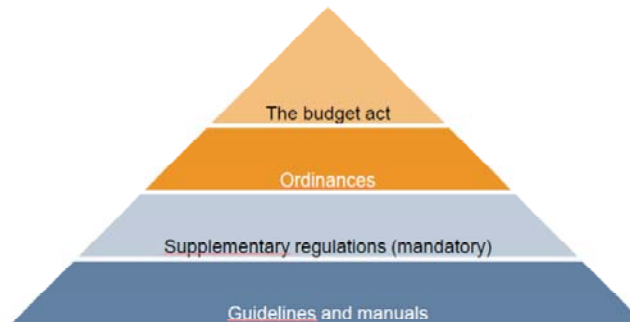 The budget act
Ordinances
Supplementary regulations (mandatory)
Guidelines and manuals